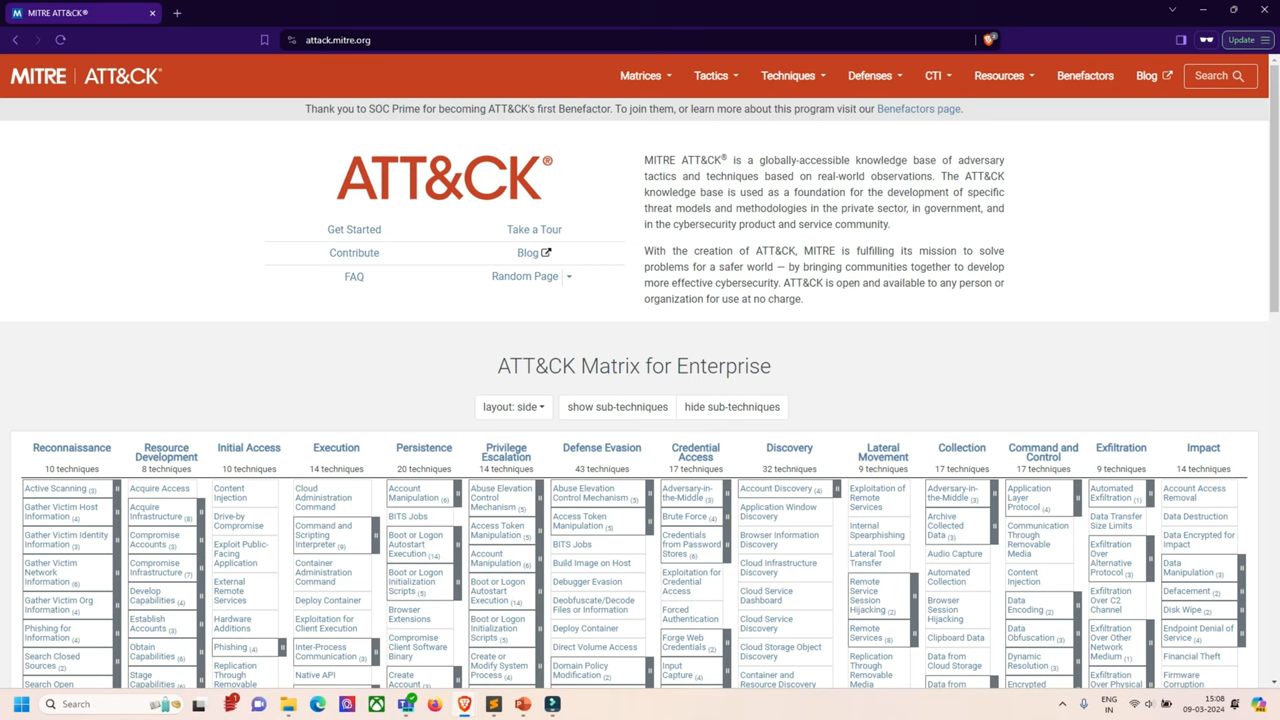 MITRE ATT&CK®
attack.mitre.org
Update
MITRE | ATT&CK®
Matrices
Tactics
Techniques
Defenses
CTI
Resources
Benefactors
Blog
Search
Thank you to SOC Prime for becoming ATT&CK's first Benefactor. To join them, or learn more about this program visit our Benefactors page.
ATT&CK®
Get Started
Take a Tour
Contribute
Blog
FAQ
Random Page
MITRE ATT&CK® is a globally-accessible knowledge base of adversary
tactics and techniques based on real-world observations. The ATT&CK
knowledge base is used as a foundation for the development of specific
threat models and methodologies in the private sector, in government, and
in the cybersecurity product and service community.
With the creation of ATT&CK, MITRE is fulfilling its mission to solve
problems for a safer world — by bringing communities together to develop
more effective cybersecurity. ATT&CK is open and available to any person or
organization for use at no charge.
ATT&CK Matrix for Enterprise
layout: side
show sub-techniques
hide sub-techniques
Reconnaissance
10 techniques
Active Scanning (3)
Gather Victim Host
Information (4)
Gather Victim Identity
Information (3)
Gather Victim
Network
Information (6)
Gather Victim Org
Information (4)
Phishing for
Information (4)
Search Closed
Sources (2)
Search Open
Resource
Development
8 techniques
Acquire Access
Acquire
Infrastructure (8)
Compromise
Accounts (3)
Compromise
Infrastructure (7)
Develop
Capabilities (4)
Establish
Accounts (3)
Obtain
Capabilities (6)
Stage
Capabilities (6)
Initial Access
10 techniques
Content
Injection
Drive-by
Compromise
Exploit Public-
Facing
Application
External
Remote
Services
Hardware
Additions
Phishing (4)
Replication
Through
Removable
Execution
14 techniques
Cloud
Administration
Command
Command and
Scripting
Interpreter (9)
Container
Administration
Command
Deploy Container
Exploitation for
Client Execution
Inter-Process
Communication (3)
Native API
Persistence
20 techniques
Account
Manipulation (6)
BITS Jobs
Boot or Logon
Autostart
Execution (14)
Boot or Logon
Initialization
Scripts (5)
Browser
Extensions
Compromise
Client Software
Binary
Create
Account (3)
Privilege
Escalation
14 techniques
Abuse Elevation
Control
Mechanism (5)
Access Token
Manipulation (5)
Account
Manipulation (6)
Boot or Logon
Autostart
Execution (14)
Boot or Logon
Initialization
Scripts (5)
Create or
Modify System
Process (4)
Defense Evasion
43 techniques
Abuse Elevation
Control Mechanism (5)
Access Token
Manipulation (5)
BITS Jobs
Build Image on Host
Debugger Evasion
Deobfuscate/Decode
Files or Information
Deploy Container
Direct Volume Access
Domain Policy
Modification (2)
Execution
Credential
Access
17 techniques
Adversary-in-
the-Middle (3)
Brute Force (4)
Credentials
from Password
Stores (6)
Exploitation for
Credential
Access
Forced
Authentication
Forge Web
Credentials (2)
Input
Capture (4)
Discovery
32 techniques
Account Discovery (4)
Application Window
Discovery
Browser Information
Discovery
Cloud Infrastructure
Discovery
Cloud Service
Dashboard
Cloud Service
Discovery
Cloud Storage Object
Discovery
Container and
Resource Discovery
Lateral
Movement
9 techniques
Exploitation of
Remote
Services
Internal
Spearphishing
Lateral Tool
Transfer
Remote
Service
Session
Hijacking (2)
Remote
Services (8)
Replication
Through
Removable
Media
Collection
17 techniques
Adversary-in-
the-Middle (3)
Archive
Collected
Data (3)
Audio Capture
Automated
Collection
Browser
Session
Hijacking
Clipboard Data
Data from
Cloud Storage
Data from
Command and
Control
17 techniques
Application
Layer
Protocol (4)
Communication
Through
Removable
Media
Content
Injection
Data
Encoding (2)
Data
Obfuscation (3)
Dynamic
Resolution (3)
Encrypted
Exfiltration
9 techniques
Automated
Exfiltration (1)
Data Transfer
Size Limits
Exfiltration
Over
Alternative
Protocol (3)
Exfiltration
Over C2
Channel
Exfiltration
Over Other
Network
Medium (1)
Exfiltration
Over Physical
Impact
14 techniques
Account Access
Removal
Data Destruction
Data Encrypted for
Impact
Data
Manipulation (3)
Defacement (2)
Disk Wipe (2)
Endpoint Denial of
Service (4)
Financial Theft
Firmware
Corruption
Search
ENG
IN
15:08
09-03-2024